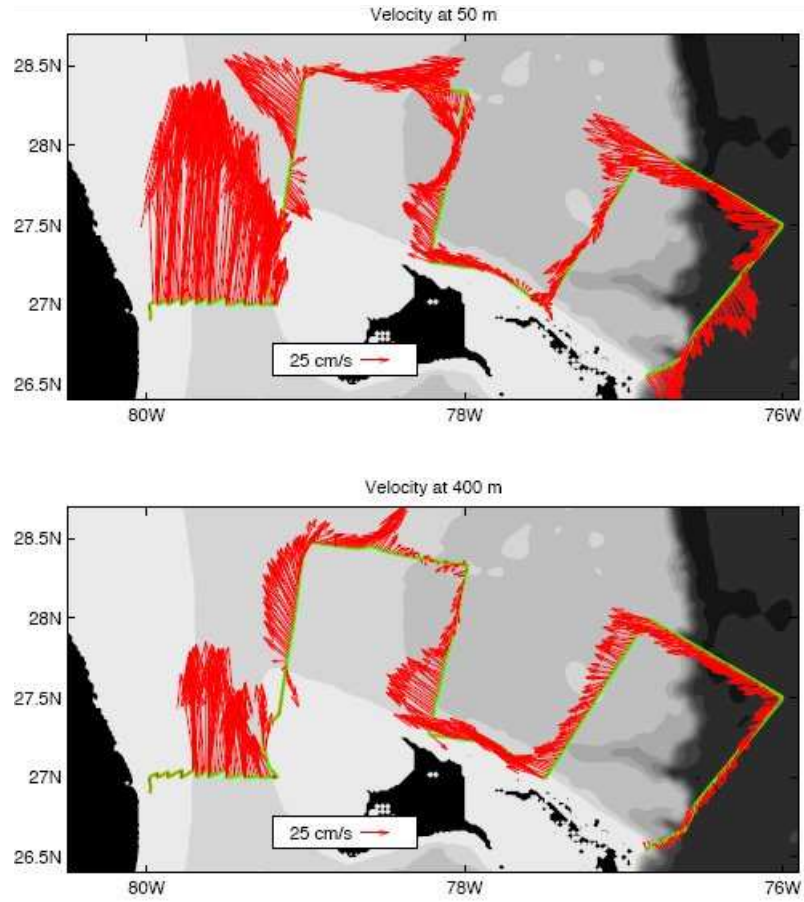 Velocity at 50 m
28.5N
28N
27.5N
27N
26.5N
25 cm/s
80W
78W
76W
Velocity at 400 m
28.5N
28N
27.5N
27N
26.5N
25 cm/s
80W
78W
76W